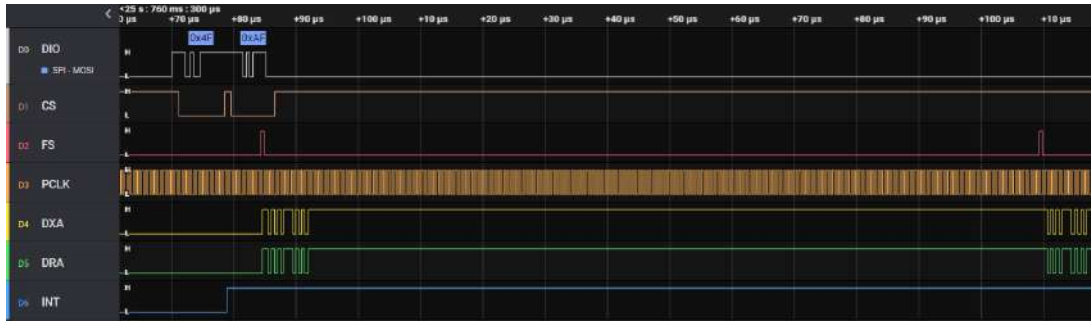 <25 s : 760 ms : 300 µs
0 µs +70 µs +80 µs +90 µs +100 µs +10 µs +20 µs +30 µs +40 µs +50 µs +60 µs +70 µs +80 µs +90 µs +100 µs +10 µs
0x4F 0xAF
D0 DIO H
SPI - MOSI L
H
D1 CS
L
H
D2 FS
L
H
D3 PCLK
L
H
D4 DXA
L
H
D5 DRA
L
H
D6 INT
L